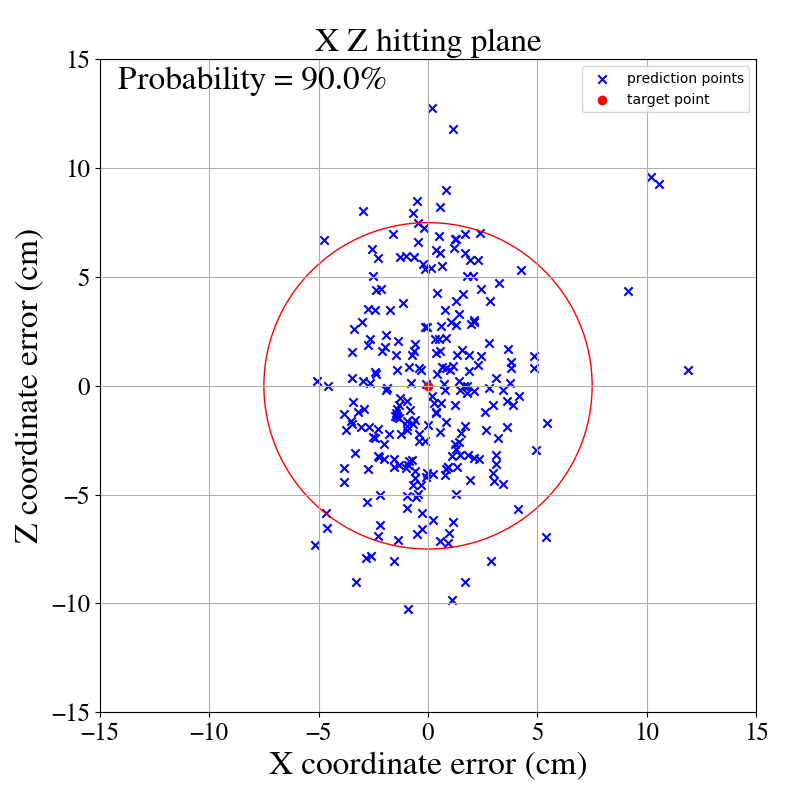 X Z hitting plane
Probability = 90.0%
prediction points
target point
15
10
5
0
−5
−10
−15
Z coordinate error (cm)
−15 −10 −5 0 5 10 15
X coordinate error (cm)